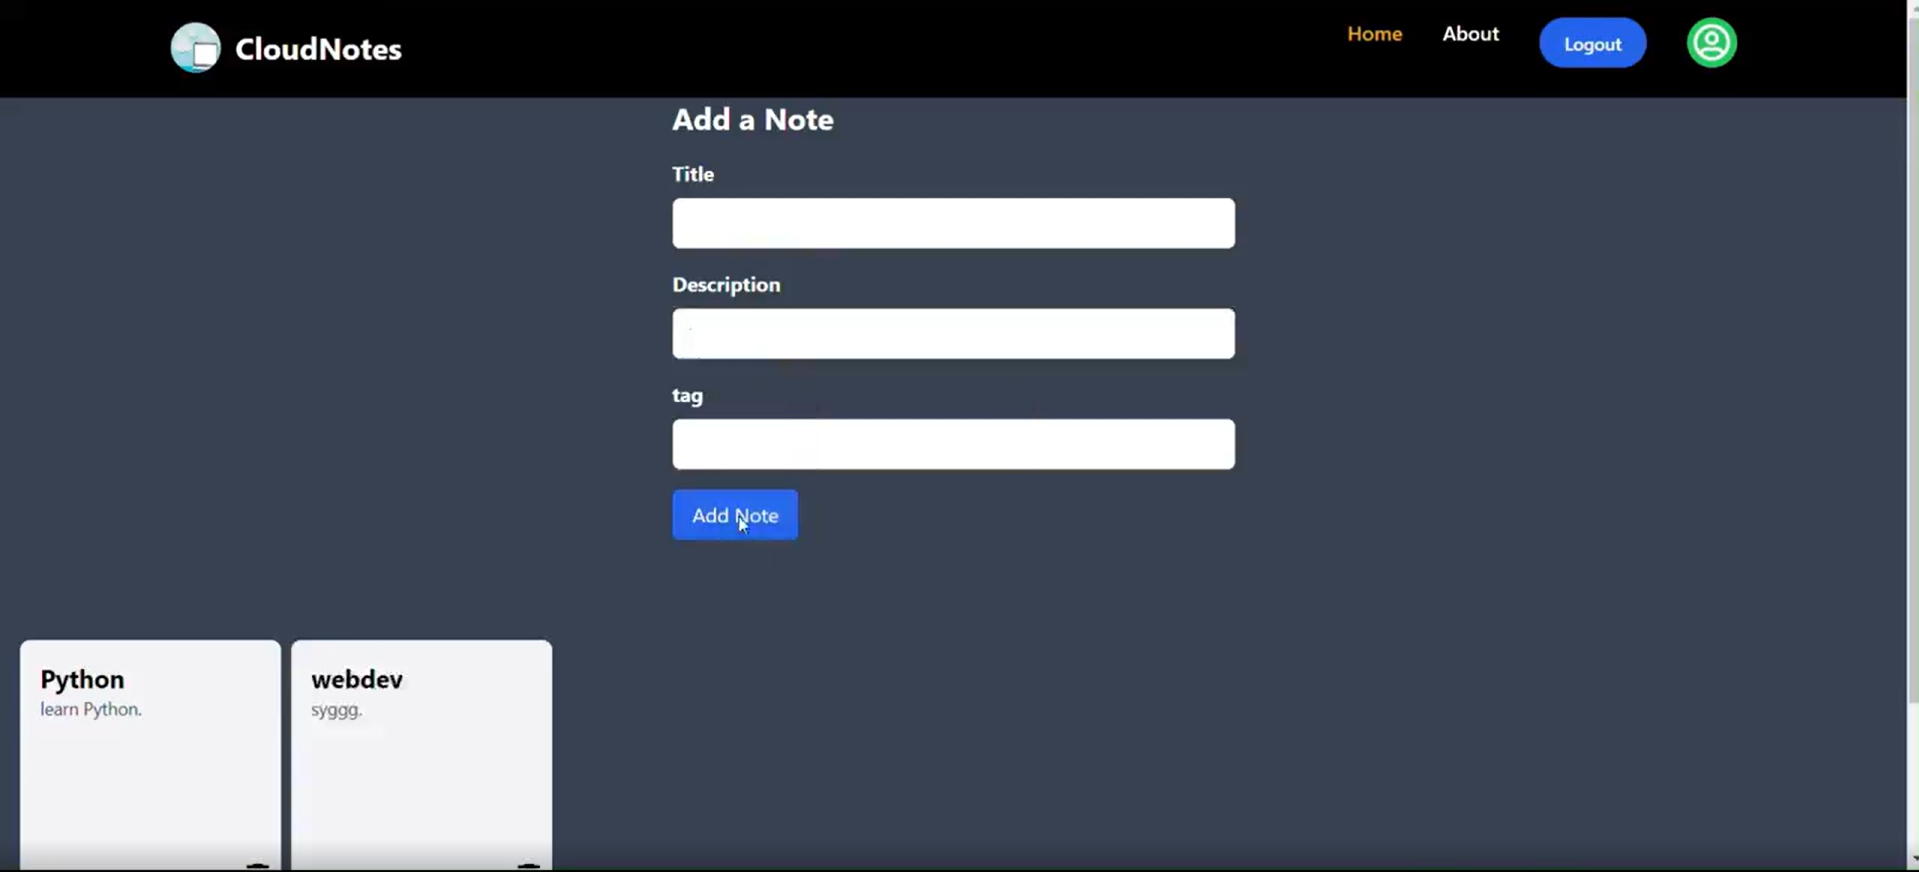 CloudNotes
Home
About
Logout
Add a Note
Title
Description
tag
Add Note
Python
learn Python.
webdev
syggg.